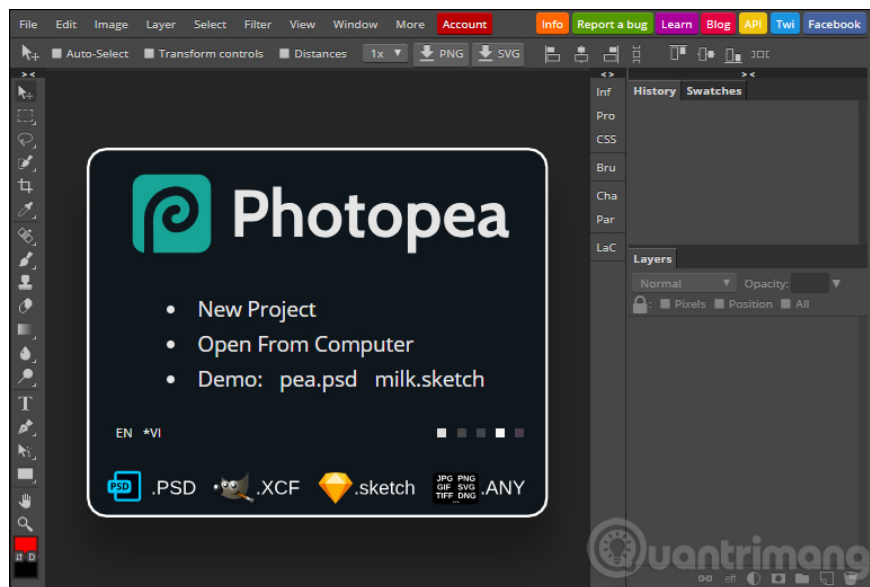 File Edit Image Layer Select Filter View Window More Account Info Report a bug Learn Blog API Twi Facebook
Auto-Select Transform controls Distances 1x PNG SVG
Inf
Pro
CSS
Bru
Cha
Par
LaC
History Swatches
Photopea
New Project
Open From Computer
Demo: pea.psd milk.sketch
EN *VI
PSD .PSD .XCF .sketch JPG PNG GIF SVG TIFF DNG ... .ANY
Layers
Normal Opacity:
: Pixels Position All
T
D
Quantrimang
eff